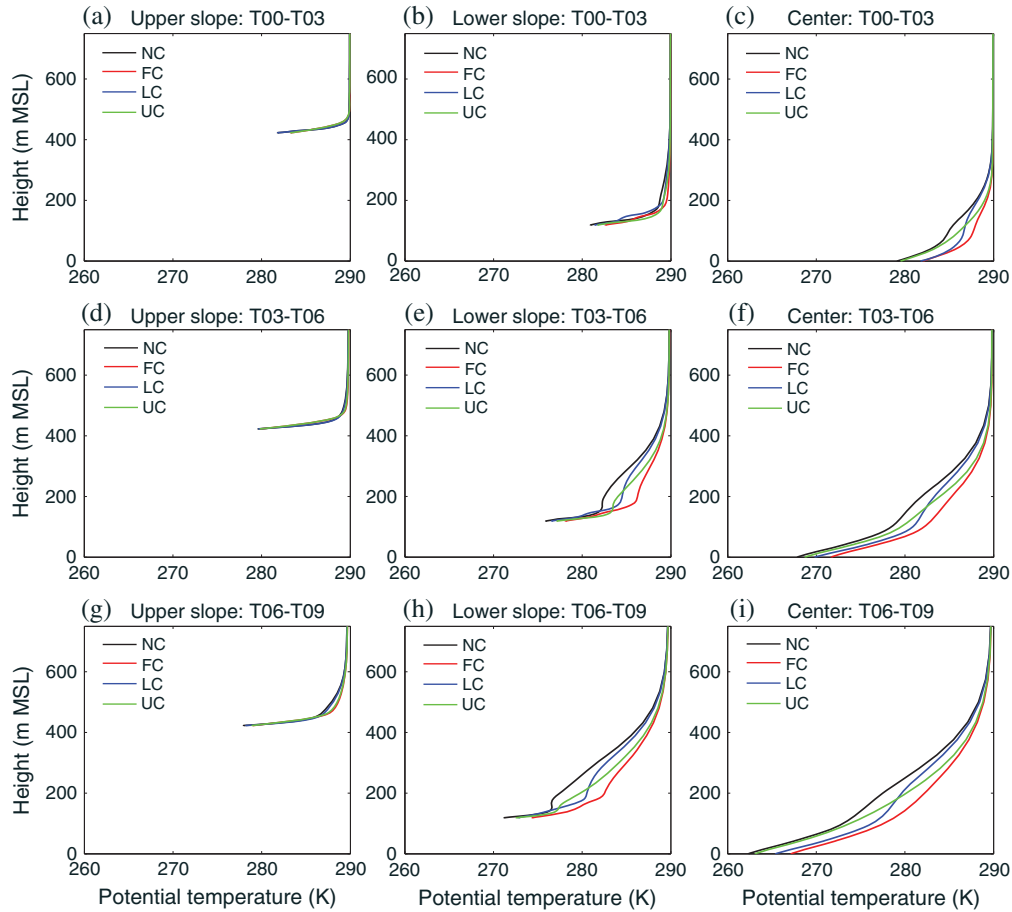 (a) Upper slope: T00-T03
(b) Lower slope: T00-T03
(c) Center: T00-T03
Height (m MSL)
600
400
200
0
NC
FC
LC
UC
260 270 280 290
600
400
200
0
NC
FC
LC
UC
260 270 280 290
600
400
200
0
NC
FC
LC
UC
260 270 280 290
(d) Upper slope: T03-T06
(e) Lower slope: T03-T06
(f) Center: T03-T06
Height (m MSL)
600
400
200
0
NC
FC
LC
UC
260 270 280 290
600
400
200
0
NC
FC
LC
UC
260 270 280 290
600
400
200
0
NC
FC
LC
UC
260 270 280 290
(g) Upper slope: T06-T09
(h) Lower slope: T06-T09
(i) Center: T06-T09
Height (m MSL)
600
400
200
0
NC
FC
LC
UC
260 270 280 290
Potential temperature (K)
600
400
200
0
NC
FC
LC
UC
260 270 280 290
Potential temperature (K)
600
400
200
0
NC
FC
LC
UC
260 270 280 290
Potential temperature (K)